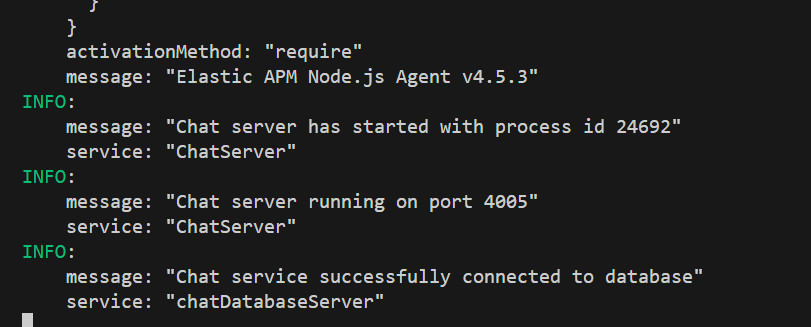 }
}
activationMethod: "require"
message: "Elastic APM Node.js Agent v4.5.3"
INFO:
message: "Chat server has started with process id 24692"
service: "ChatServer"
INFO:
message: "Chat server running on port 4005"
service: "ChatServer"
INFO:
message: "Chat service successfully connected to database"
service: "chatDatabaseServer"